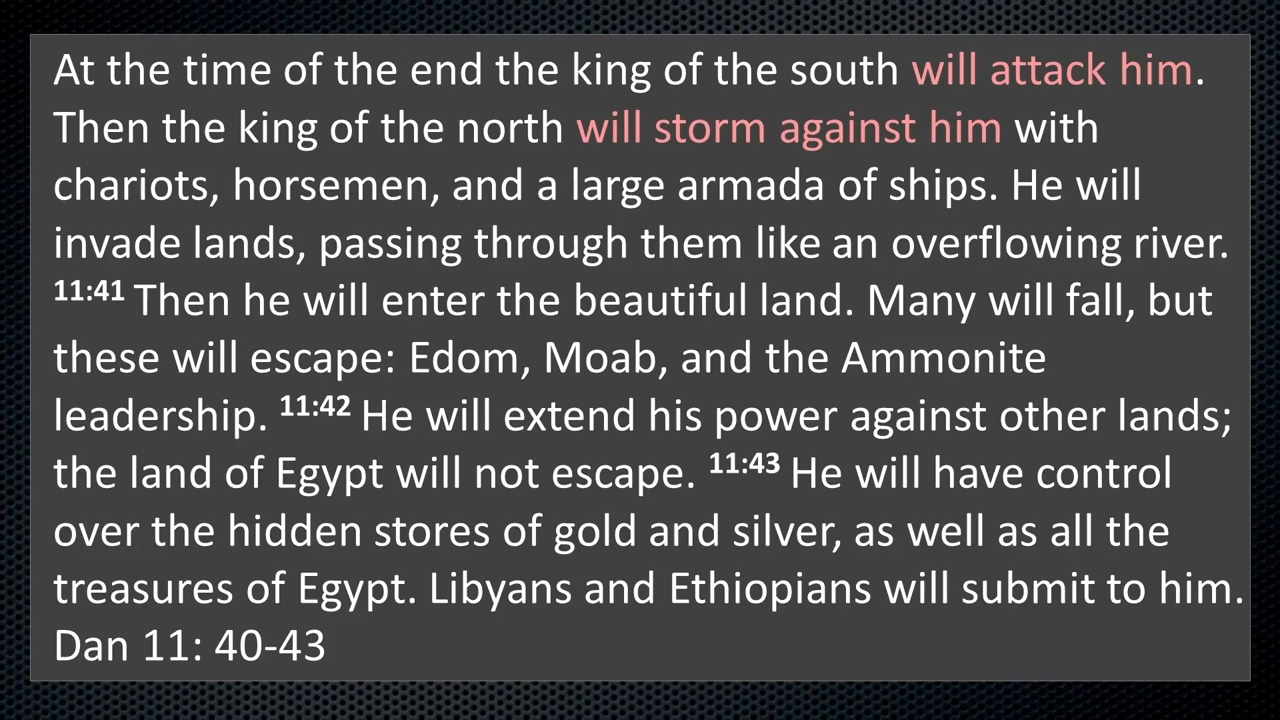 At the time of the end the king of the south will attack him.
Then the king of the north will storm against him with
chariots, horsemen, and a large armada of ships. He will
invade lands, passing through them like an overflowing river.
11:41 Then he will enter the beautiful land. Many will fall, but
these will escape: Edom, Moab, and the Ammonite
leadership. 11:42 He will extend his power against other lands;
the land of Egypt will not escape. 11:43 He will have control
over the hidden stores of gold and silver, as well as all the
treasures of Egypt. Libyans and Ethiopians will submit to him.
Dan 11: 40-43